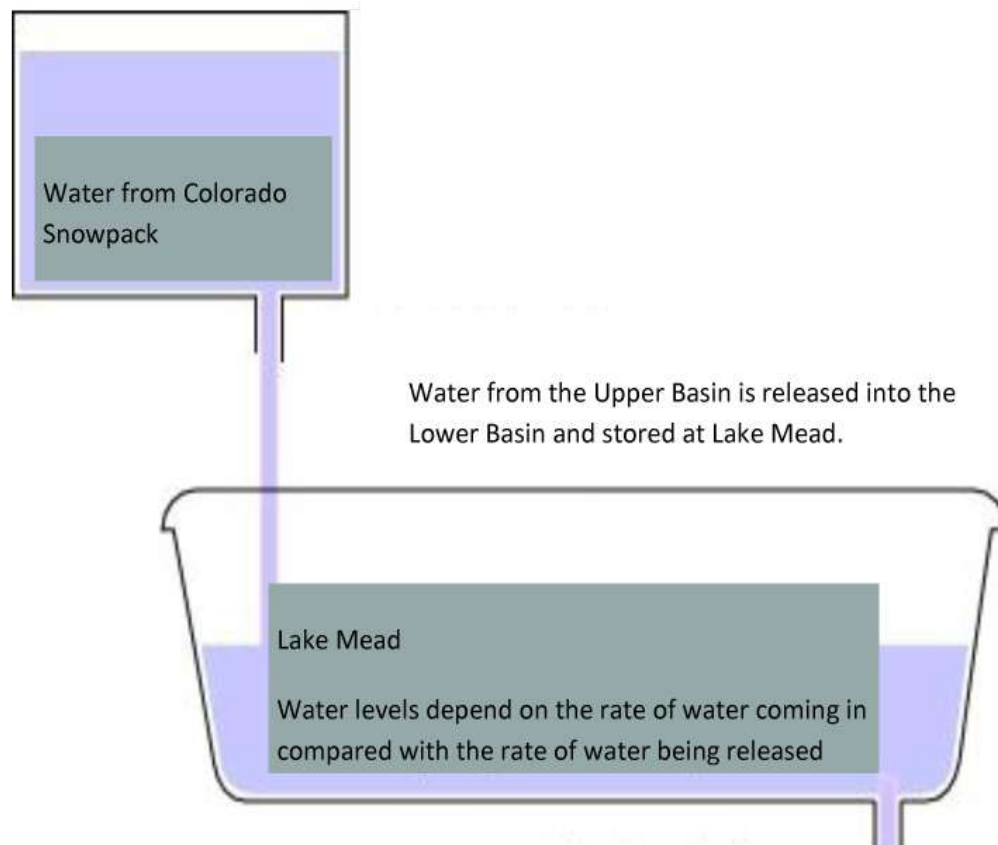 Water from Colorado
Snowpack
Water from the Upper Basin is released into the
Lower Basin and stored at Lake Mead.
Lake Mead
Water levels depend on the rate of water coming in
compared with the rate of water being released